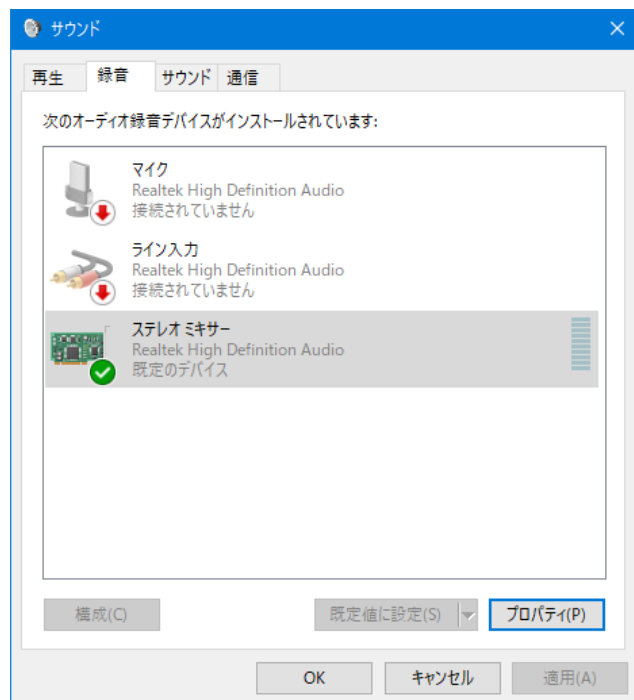 サウンド
再生 録音 サウンド 通信
次のオーディオ録音デバイスがインストールされています:
マイク
Realtek High Definition Audio
接続されていません
ライン入力
Realtek High Definition Audio
接続されていません
ステレオ ミキサー
Realtek High Definition Audio
既定のデバイス
構成(C) 既定値に設定(S) プロパティ(P)
OK キャンセル 適用(A)